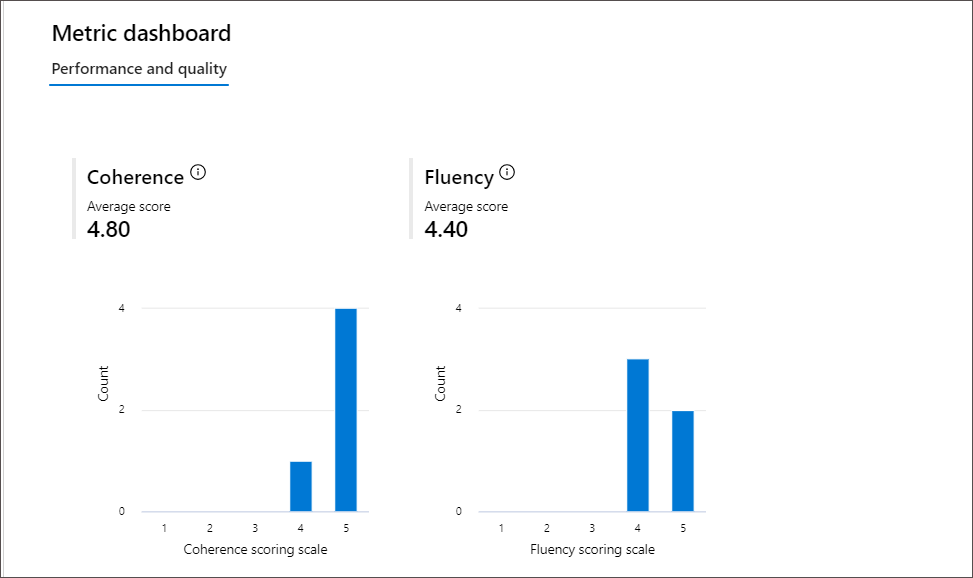 Metric dashboard
Performance and quality
Coherence
Average score
4.80
4
2
0
Count
1 2 3 4 5
Coherence scoring scale
Fluency
Average score
4.40
4
2
0
Count
1 2 3 4 5
Fluency scoring scale